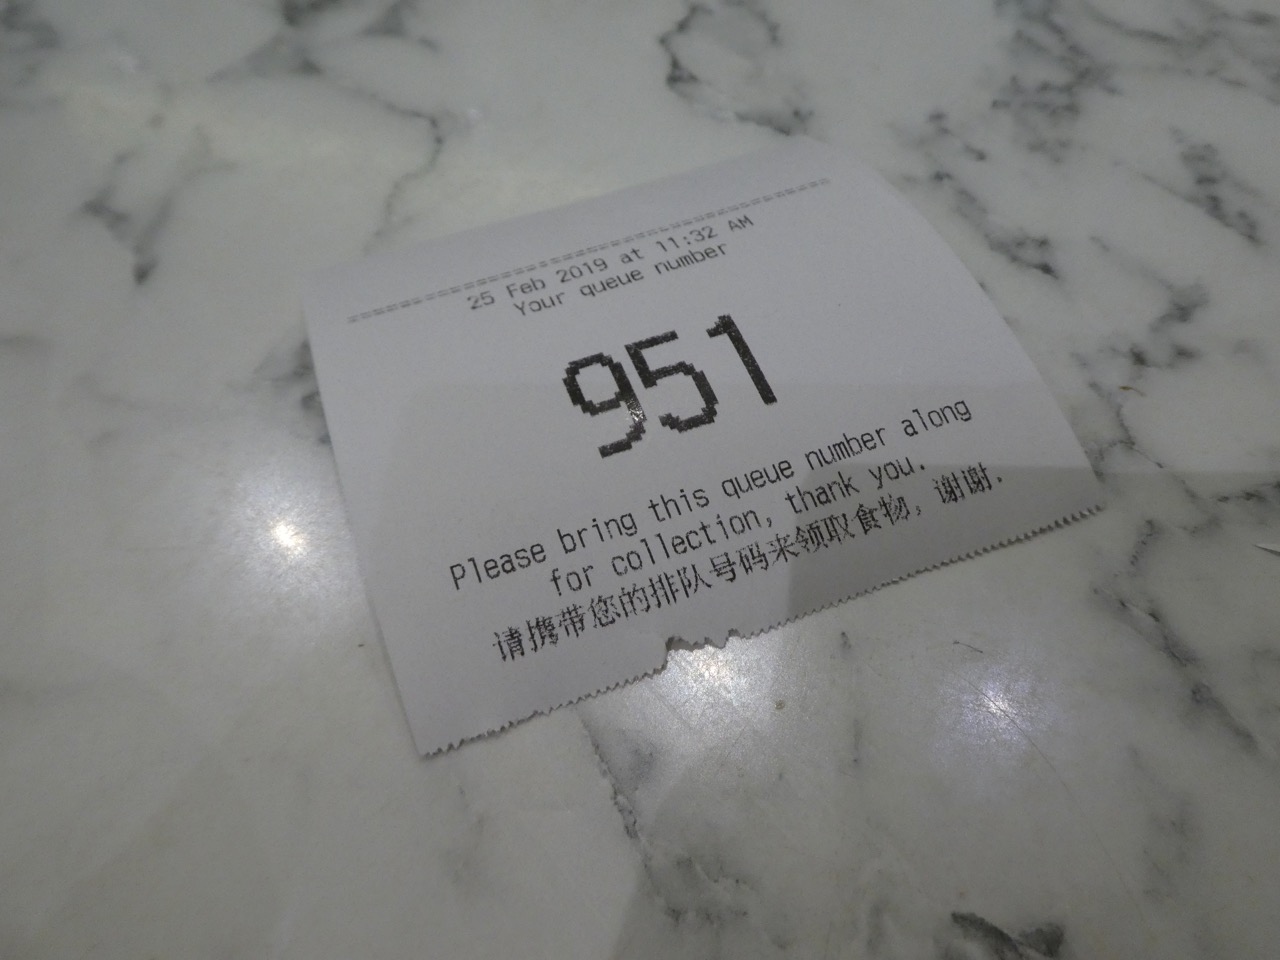 ================================================
25 Feb 2019 at 11:32 AM
Your queue number
951
Please bring this queue number along
for collection, thank you.
请携带您的排队号码来领取食物, 谢谢.